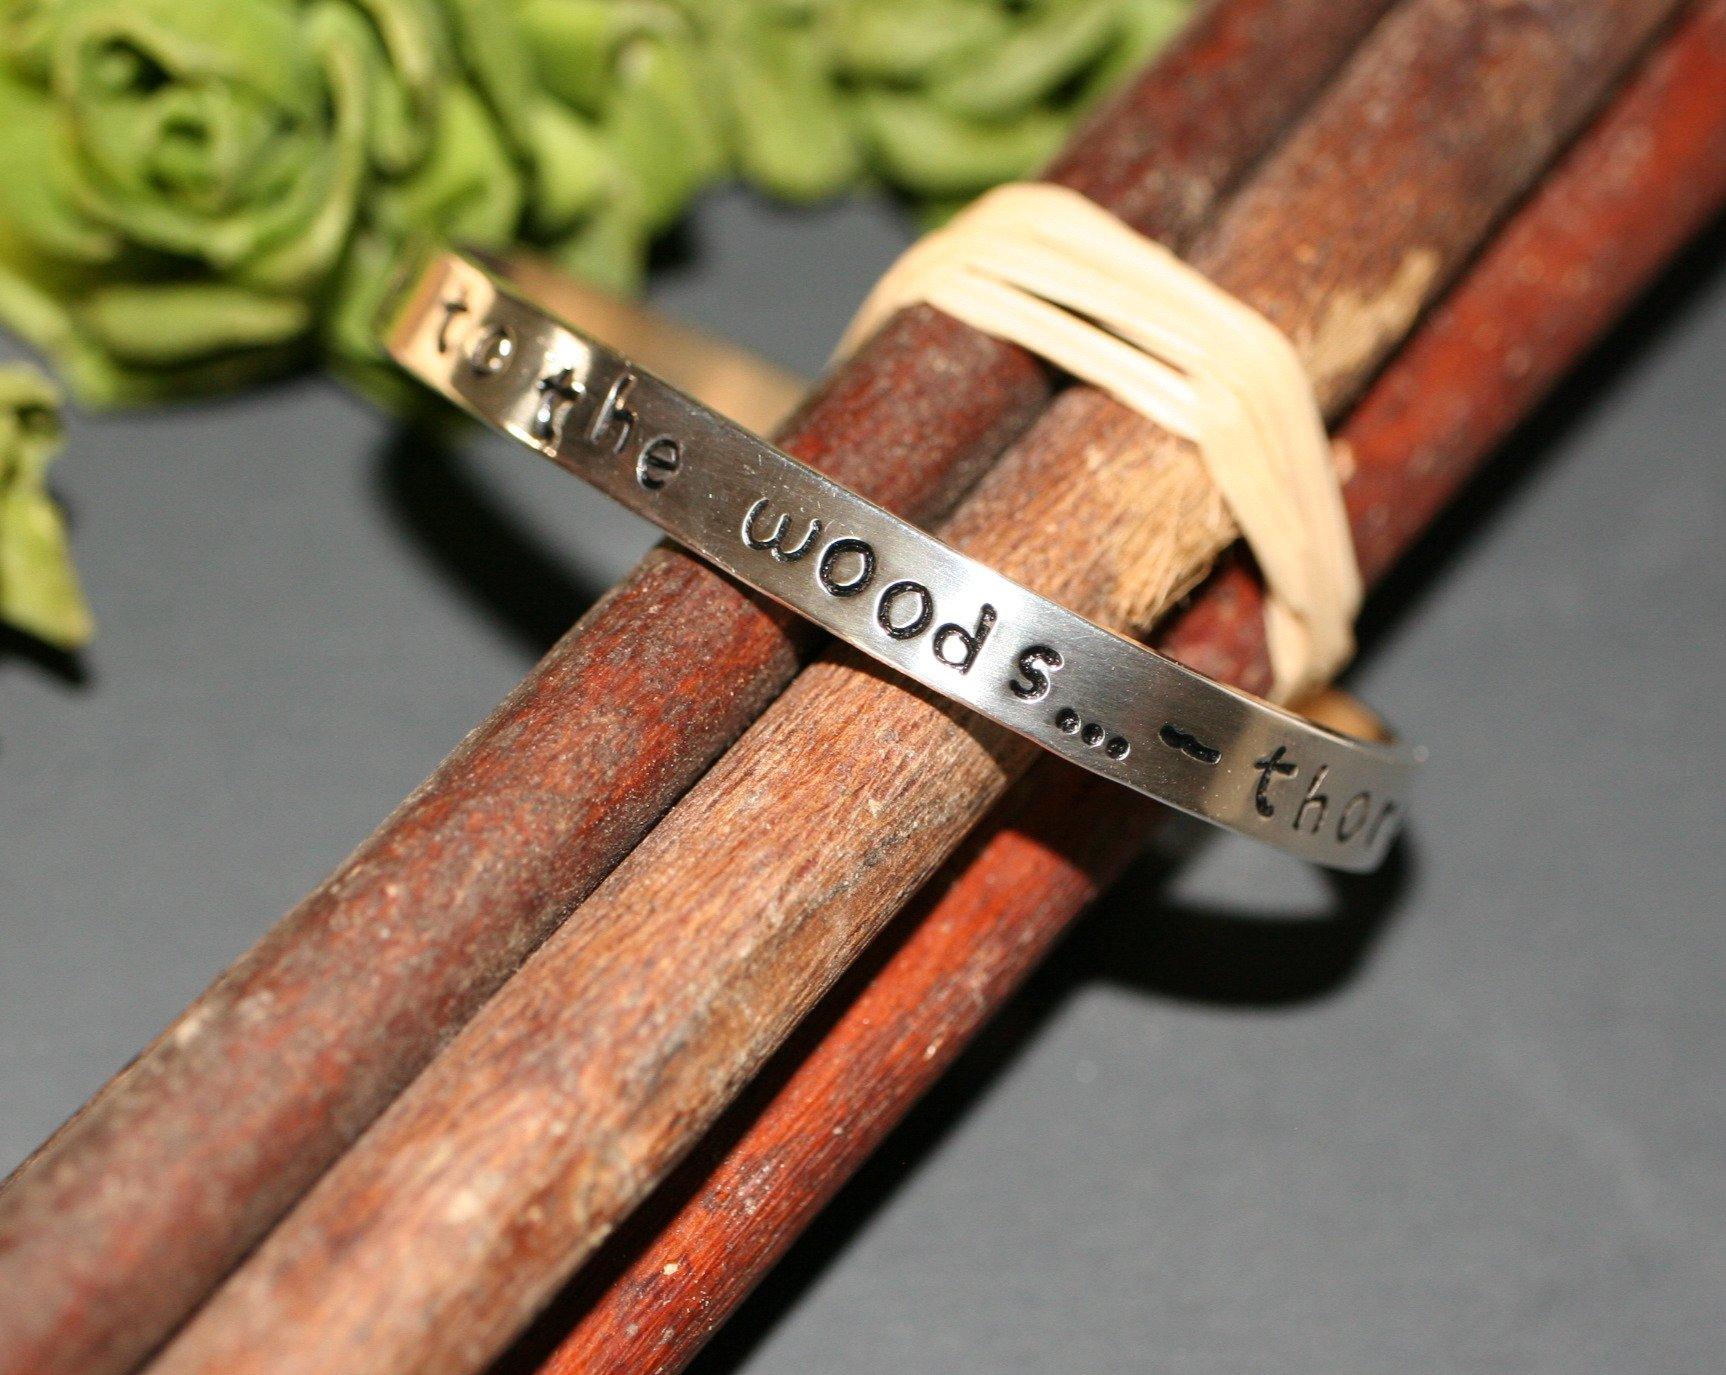 to the woods... ~ thor